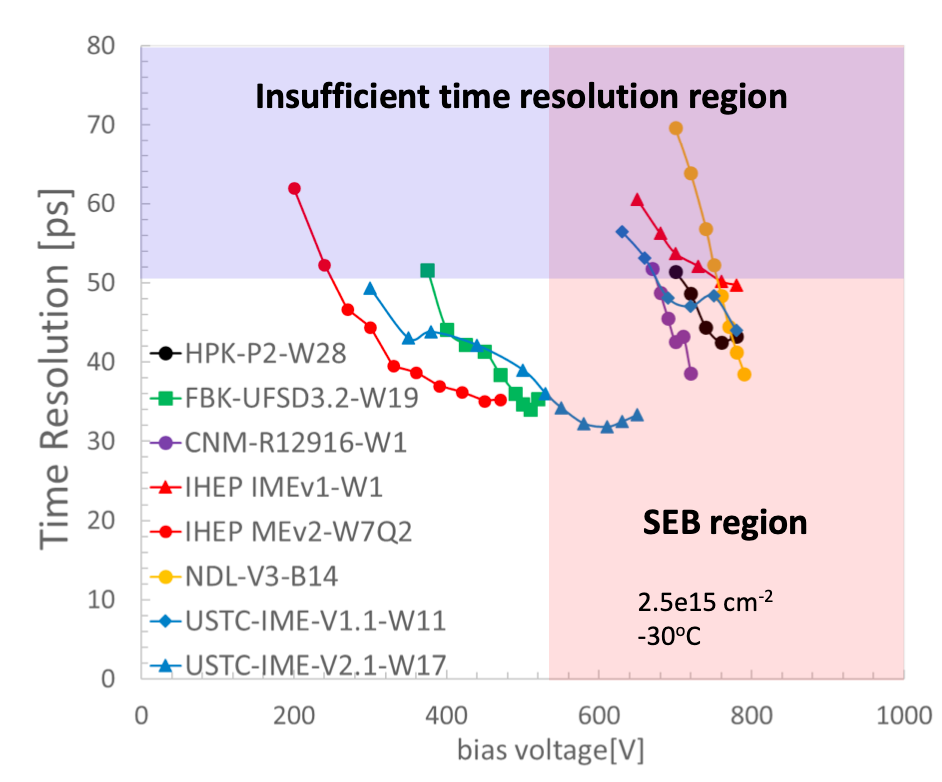 80
70
60
50
40
30
20
10
0
Time Resolution [ps]
Insufficient time resolution region
HPK-P2-W28
FBK-UFSD3.2-W19
CNM-R12916-W1
IHEP IMEv1-W1
IHEP MEv2-W7Q2
NDL-V3-B14
USTC-IME-V1.1-W11
USTC-IME-V2.1-W17
SEB region
2.5e15 cm-2
-30oC
0 200 400 600 800 1000
bias voltage[V]